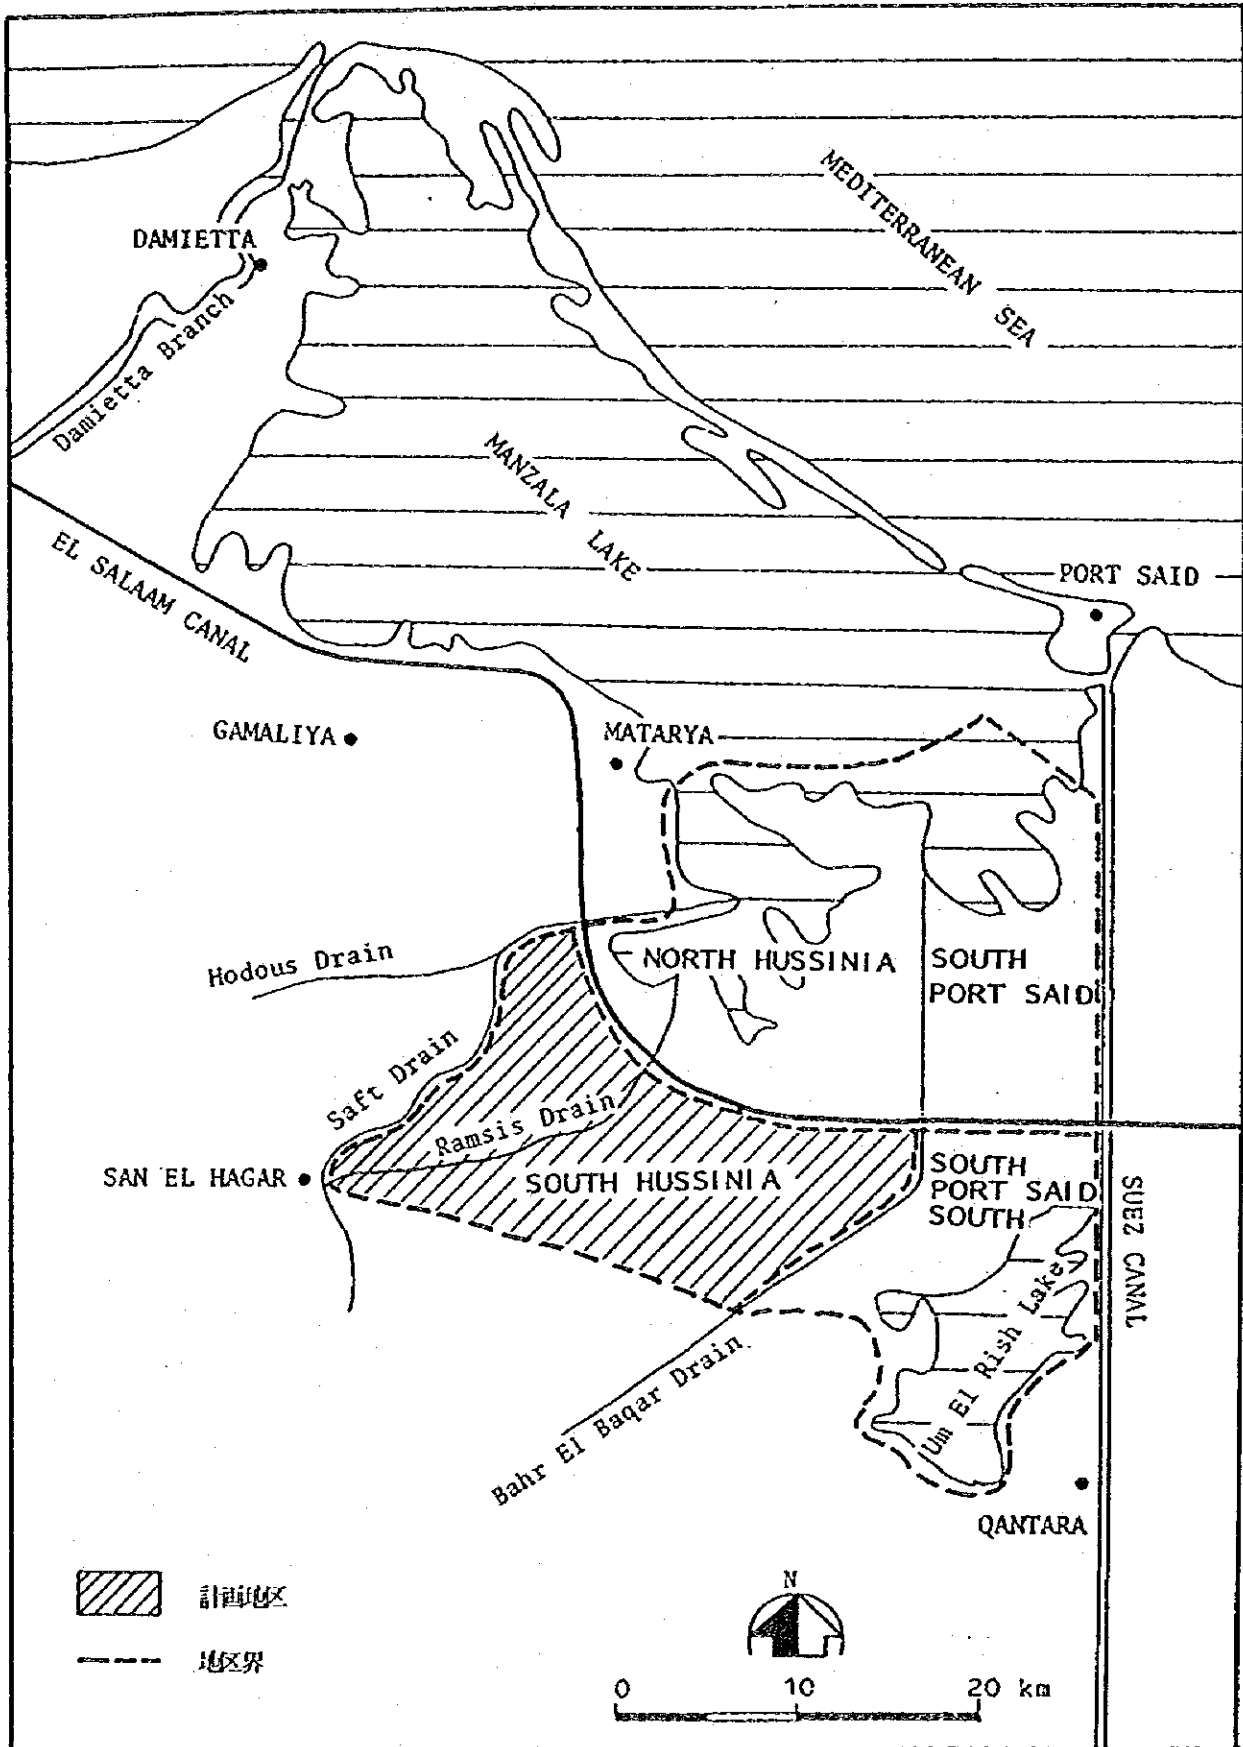 MEDITERRANEAN SEA
DAMIETTA
Damietta Branch
MANZALA LAKE
EL SALAAM CANAL
PORT SAID
GAMALIYA
MATARYA
Hodous Drain
NORTH HUSSINIA
SOUTH
PORT SAID
Saft Drain
Ramsis Drain
SAN EL HAGAR
SOUTH HUSSINIA
SOUTH
PORT SAID
SOUTH
SUEZ CANAL
Um El Rish Lake
Bahr El Baqar Drain
QANTARA
計画地区
地区界
N
0 10 20 km